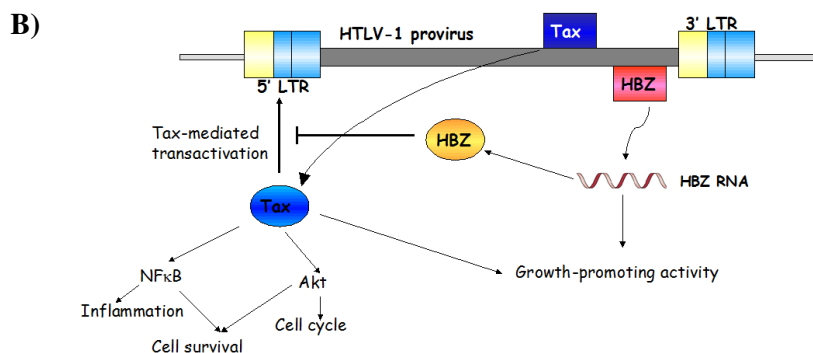 B)
HTLV-1 provirus
Tax
3' LTR
5' LTR
HBZ
Tax-mediated
transactivation
HBZ
HBZ RNA
Tax
Growth-promoting activity
NFκB
Akt
Inflammation
Cell cycle
Cell survival